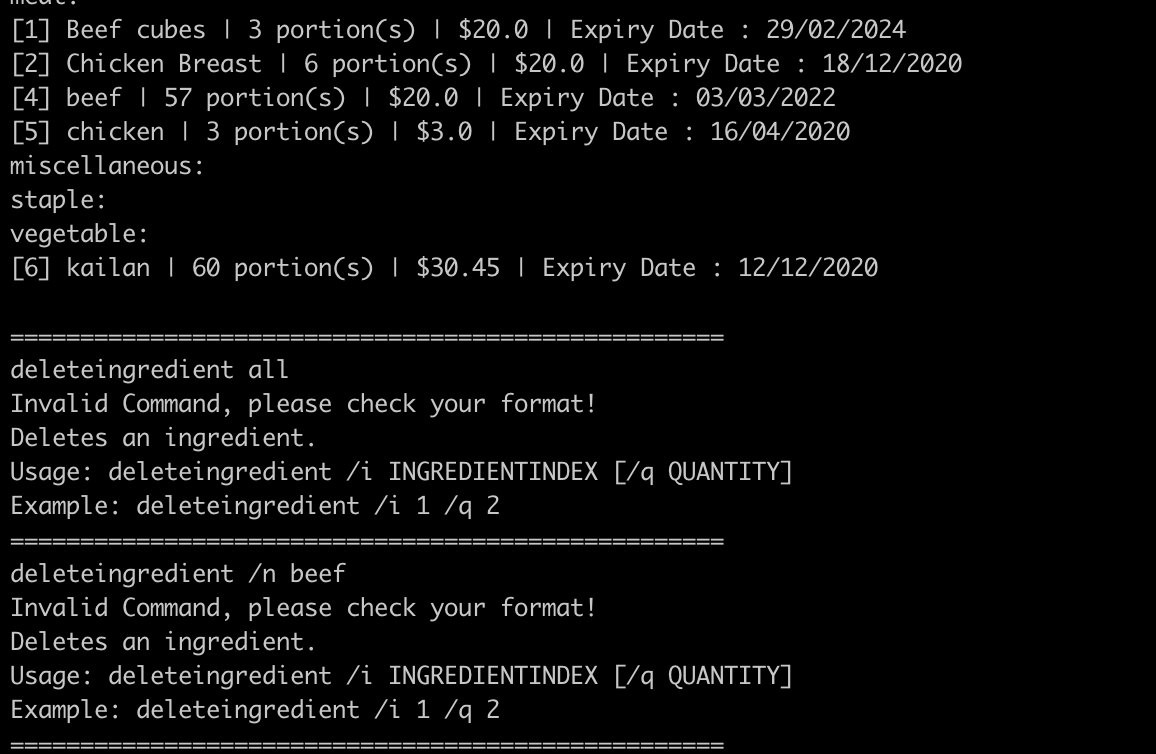 meat:
[1] Beef cubes | 3 portion(s) | $20.0 | Expiry Date : 29/02/2024
[2] Chicken Breast | 6 portion(s) | $20.0 | Expiry Date : 18/12/2020
[4] beef | 57 portion(s) | $20.0 | Expiry Date : 03/03/2022
[5] chicken | 3 portion(s) | $3.0 | Expiry Date : 16/04/2020
miscellaneous:
staple:
vegetable:
[6] kailan | 60 portion(s) | $30.45 | Expiry Date : 12/12/2020
===================================================
deleteingredient all
Invalid Command, please check your format!
Deletes an ingredient.
Usage: deleteingredient /i INGREDIENTINDEX [/q QUANTITY]
Example: deleteingredient /i 1 /q 2
===================================================
deleteingredient /n beef
Invalid Command, please check your format!
Deletes an ingredient.
Usage: deleteingredient /i INGREDIENTINDEX [/q QUANTITY]
Example: deleteingredient /i 1 /q 2
===================================================